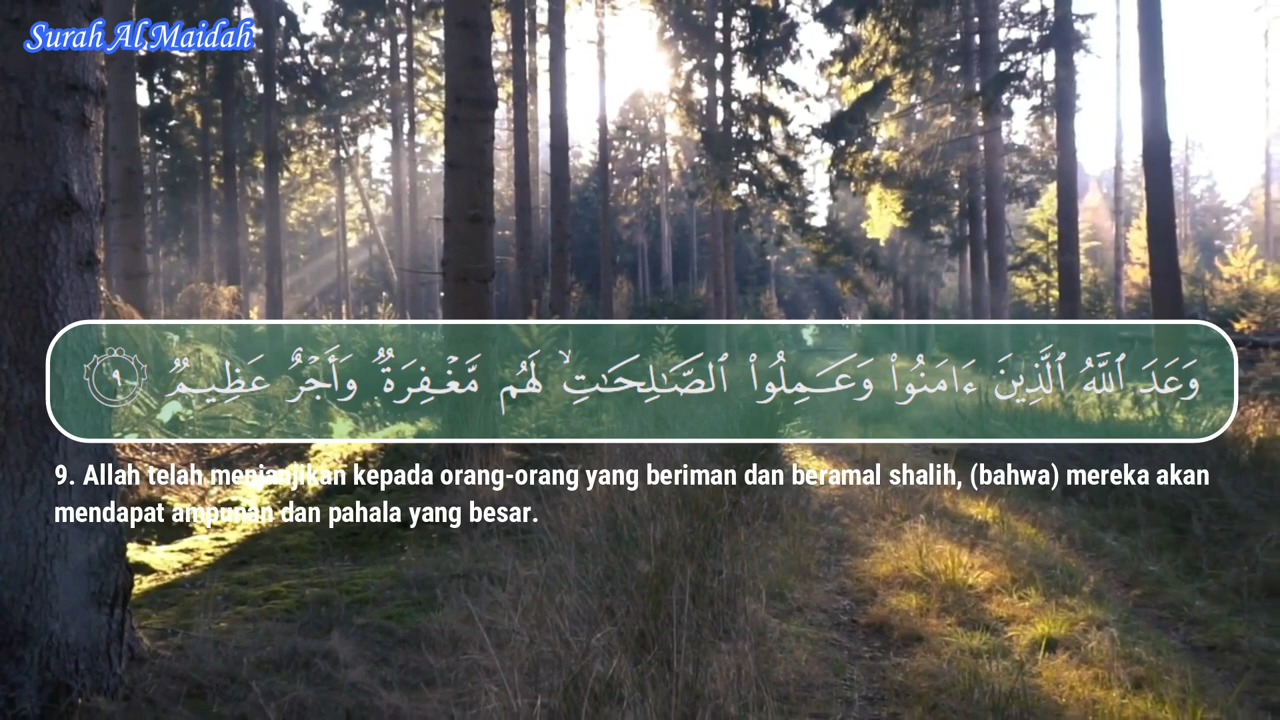 Surah Al Maidah
وَعَدَ ٱللَّهُ ٱلَّذِينَ ءَامَنُوا۟ وَعَمِلُوا۟ ٱلصَّـٰلِحَـٰتِ ۙ لَهُم مَّغْفِرَةٌ وَأَجْرٌ عَظِيمٌ ٩
9. Allah telah menjanjikan kepada orang-orang yang beriman dan beramal shalih, (bahwa) mereka akan
mendapat ampunan dan pahala yang besar.